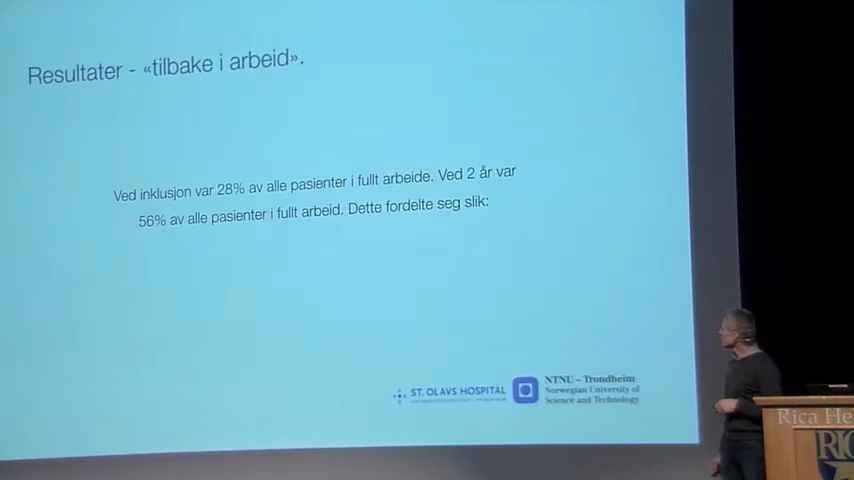 Resultater - «tilbake i arbeid».
Ved inklusjon var 28% av alle pasienter i fullt arbeide. Ved 2 år var
56% av alle pasienter i fullt arbeid. Dette fordelte seg slik:
ST. OLAVS HOSPITAL
NTNU – Trondheim
Norwegian University of
Science and Technology
Rica He
RIC